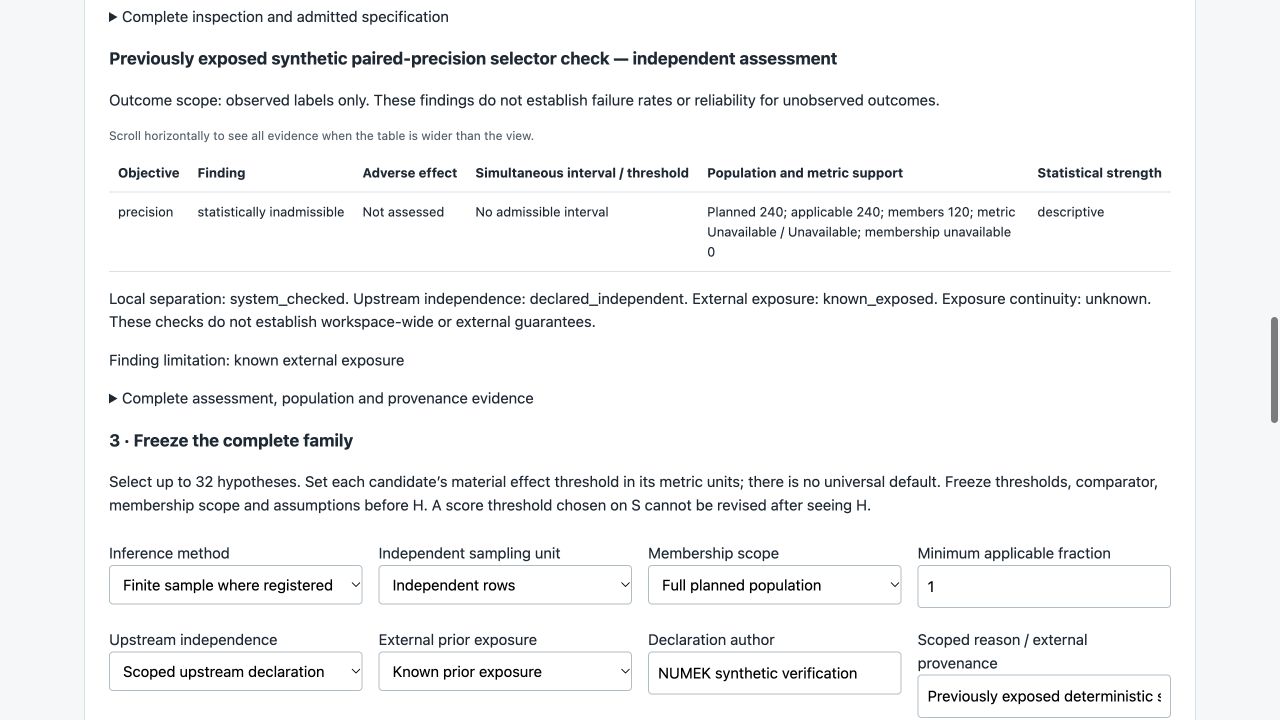 ▶ Complete inspection and admitted specification
Previously exposed synthetic paired-precision selector check — independent assessment
Outcome scope: observed labels only. These findings do not establish failure rates or reliability for unobserved outcomes.
Scroll horizontally to see all evidence when the table is wider than the view.
Objective Finding Adverse effect Simultaneous interval / threshold Population and metric support Statistical strength
precision statistically inadmissible Not assessed No admissible interval Planned 240; applicable 240; members 120; metric descriptive
Unavailable / Unavailable; membership unavailable
0
Local separation: system_checked. Upstream independence: declared_independent. External exposure: known_exposed. Exposure continuity: unknown.
These checks do not establish workspace-wide or external guarantees.
Finding limitation: known external exposure
▶ Complete assessment, population and provenance evidence
3 · Freeze the complete family
Select up to 32 hypotheses. Set each candidate’s material effect threshold in its metric units; there is no universal default. Freeze thresholds, comparator,
membership scope and assumptions before H. A score threshold chosen on S cannot be revised after seeing H.
Inference method Independent sampling unit Membership scope Minimum applicable fraction
Finite sample where registered Independent rows Full planned population 1
Upstream independence External prior exposure Declaration author Scoped reason / external
provenance
Scoped upstream declaration Known prior exposure NUMEK synthetic verification
Previously exposed deterministic